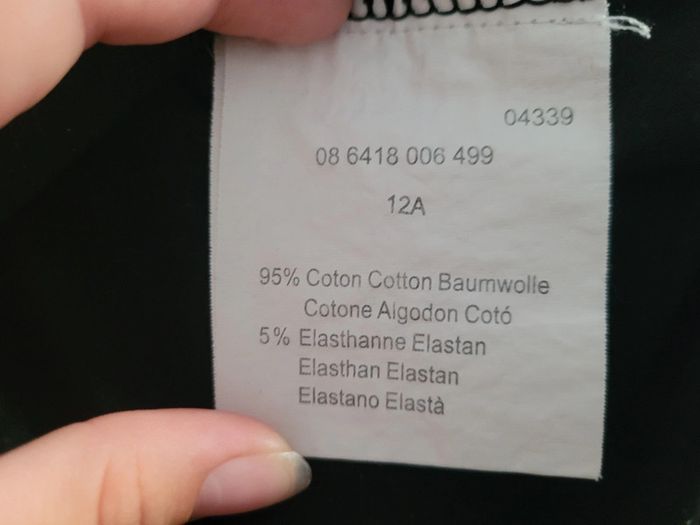 04339
08 6418 006 499
12A
95% Coton Cotton Baumwolle
Cotone Algodon Cotó
5% Elasthanne Elastan
Elasthan Elastan
Elastano Elastà